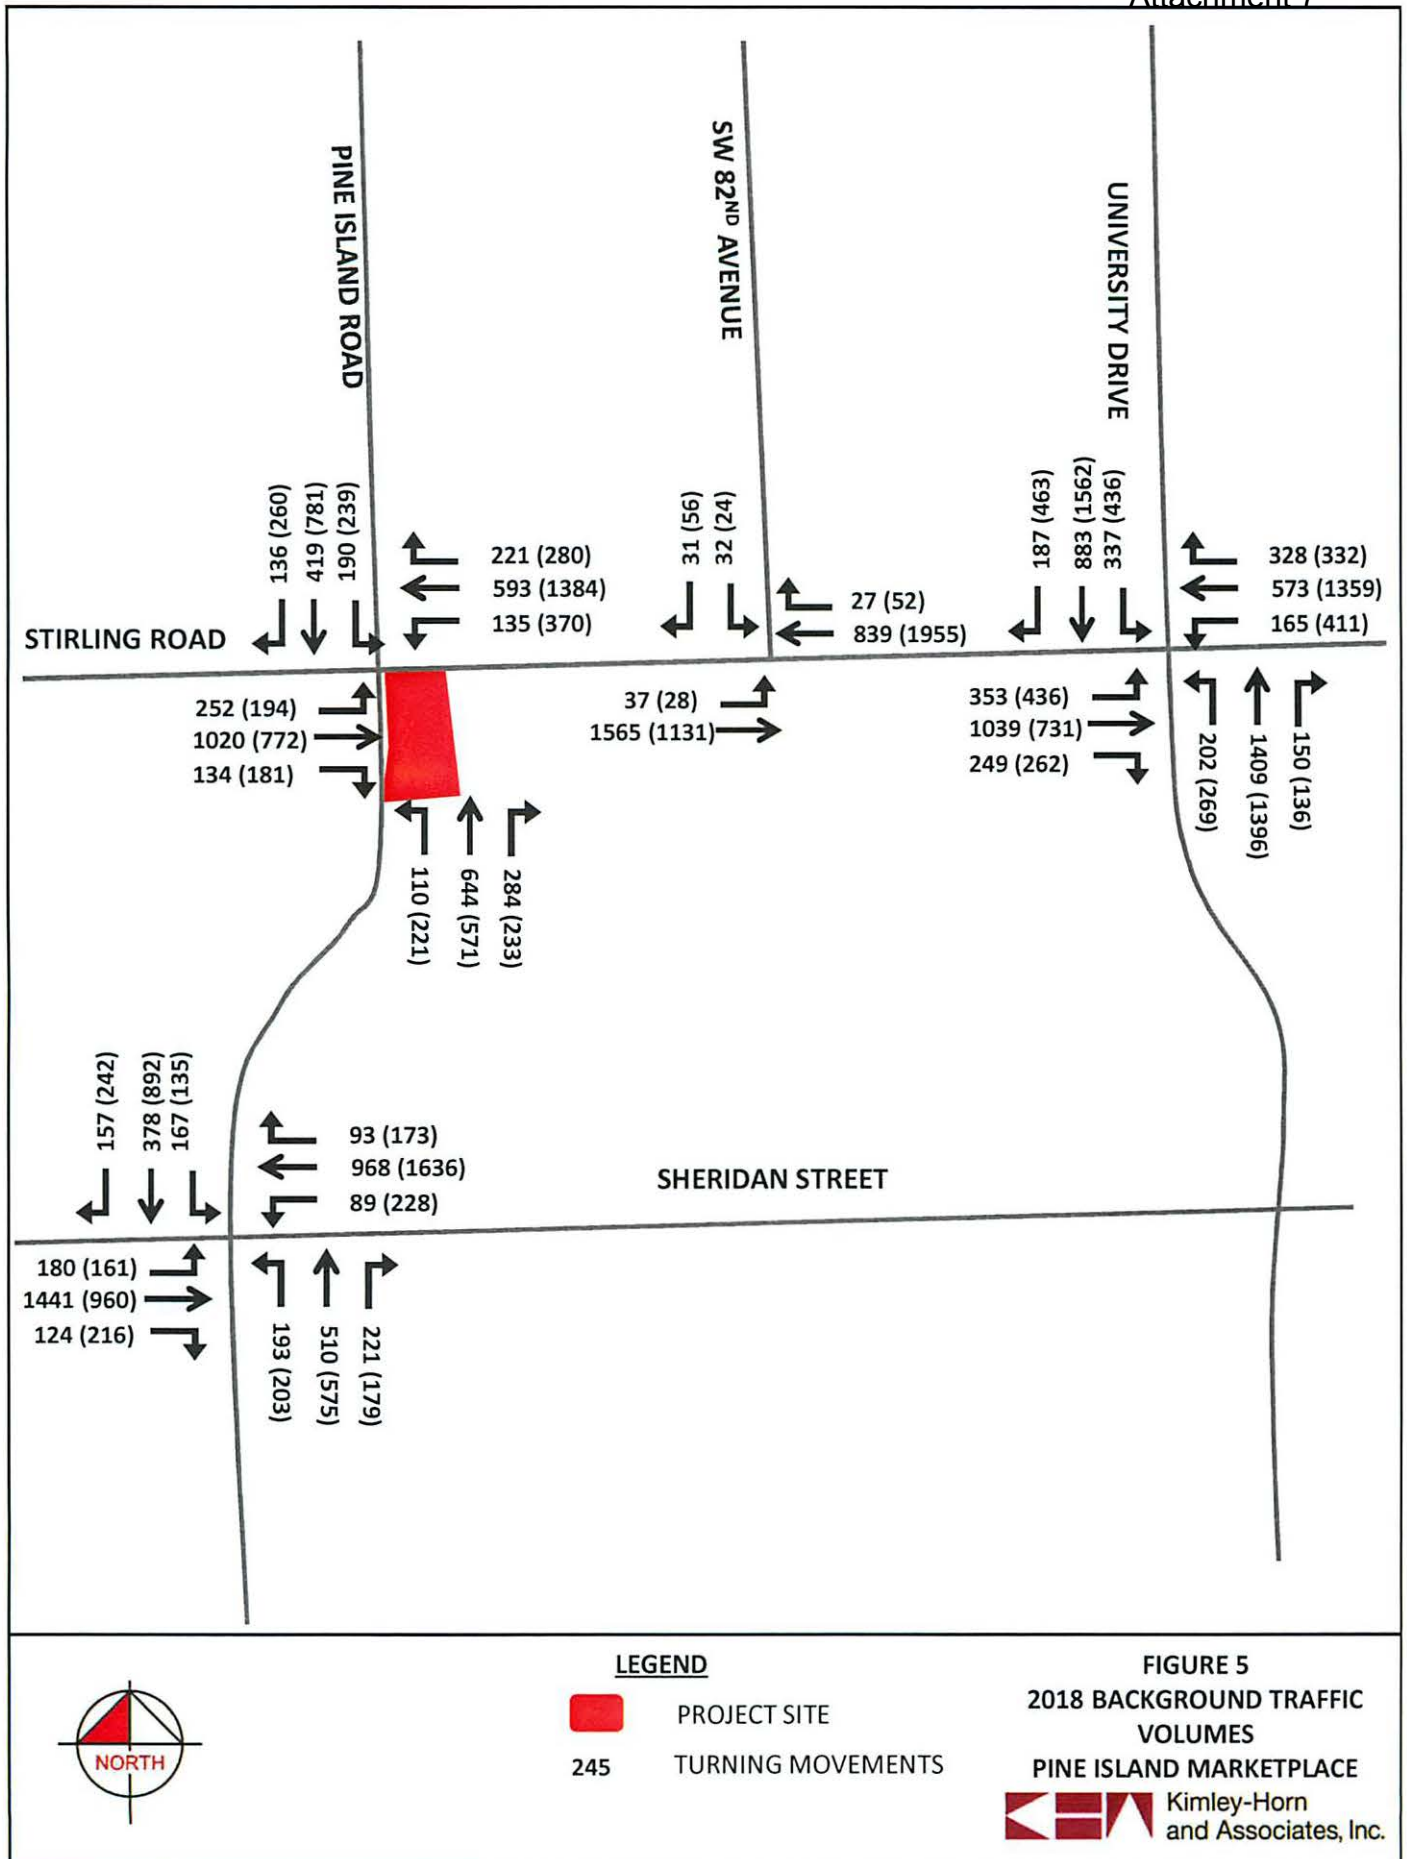 Attachment 7
PINE ISLAND ROAD
SW 82ND AVENUE
UNIVERSITY DRIVE
136 (260)
419 (781)
190 (239)
221 (280)
593 (1384)
135 (370)
31 (56)
32 (24)
27 (52)
839 (1955)
187 (463)
883 (1562)
337 (436)
328 (332)
573 (1359)
165 (411)
STIRLING ROAD
252 (194)
1020 (772)
134 (181)
110 (221)
644 (571)
284 (233)
37 (28)
1565 (1131)
353 (436)
1039 (731)
249 (262)
202 (269)
1409 (1396)
150 (136)
157 (242)
378 (892)
167 (135)
93 (173)
968 (1636)
89 (228)
SHERIDAN STREET
180 (161)
1441 (960)
124 (216)
193 (203)
510 (575)
221 (179)
NORTH
LEGEND
PROJECT SITE
245 TURNING MOVEMENTS
FIGURE 5
2018 BACKGROUND TRAFFIC
VOLUMES
PINE ISLAND MARKETPLACE
Kimley-Horn
and Associates, Inc.